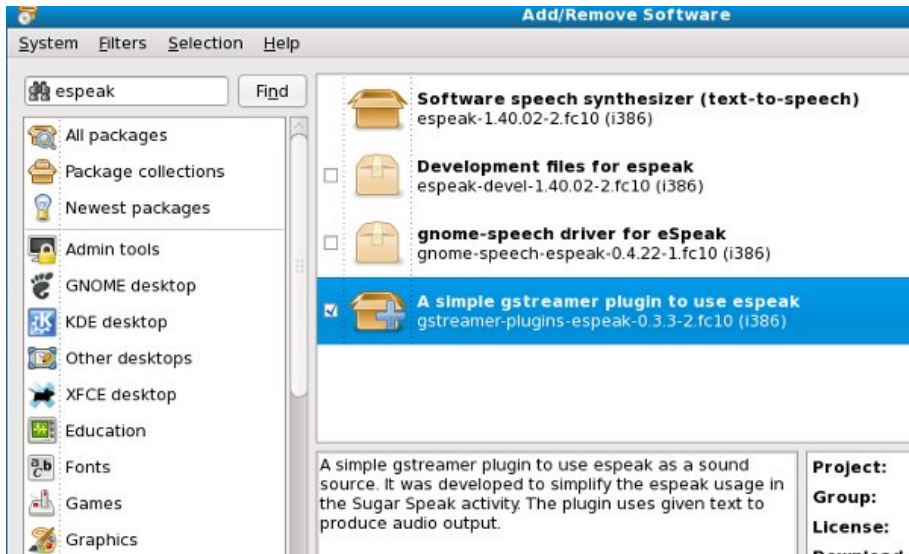 Add/Remove Software
System Filters Selection Help
espeak Find
All packages
Package collections
Newest packages
Admin tools
GNOME desktop
KDE desktop
Other desktops
XFCE desktop
Education
a,b c Fonts
Games
Graphics
Software speech synthesizer (text-to-speech)
espeak-1.40.02-2.fc10 (i386)
Development files for espeak
espeak-devel-1.40.02-2.fc10 (i386)
gnome-speech driver for eSpeak
gnome-speech-espeak-0.4.22-1.fc10 (i386)
A simple gstreamer plugin to use espeak
gstreamer-plugins-espeak-0.3.3-2.fc10 (i386)
A simple gstreamer plugin to use espeak as a sound
source. It was developed to simplify the espeak usage in
the Sugar Speak activity. The plugin uses given text to
produce audio output.
Project:
Group:
License: